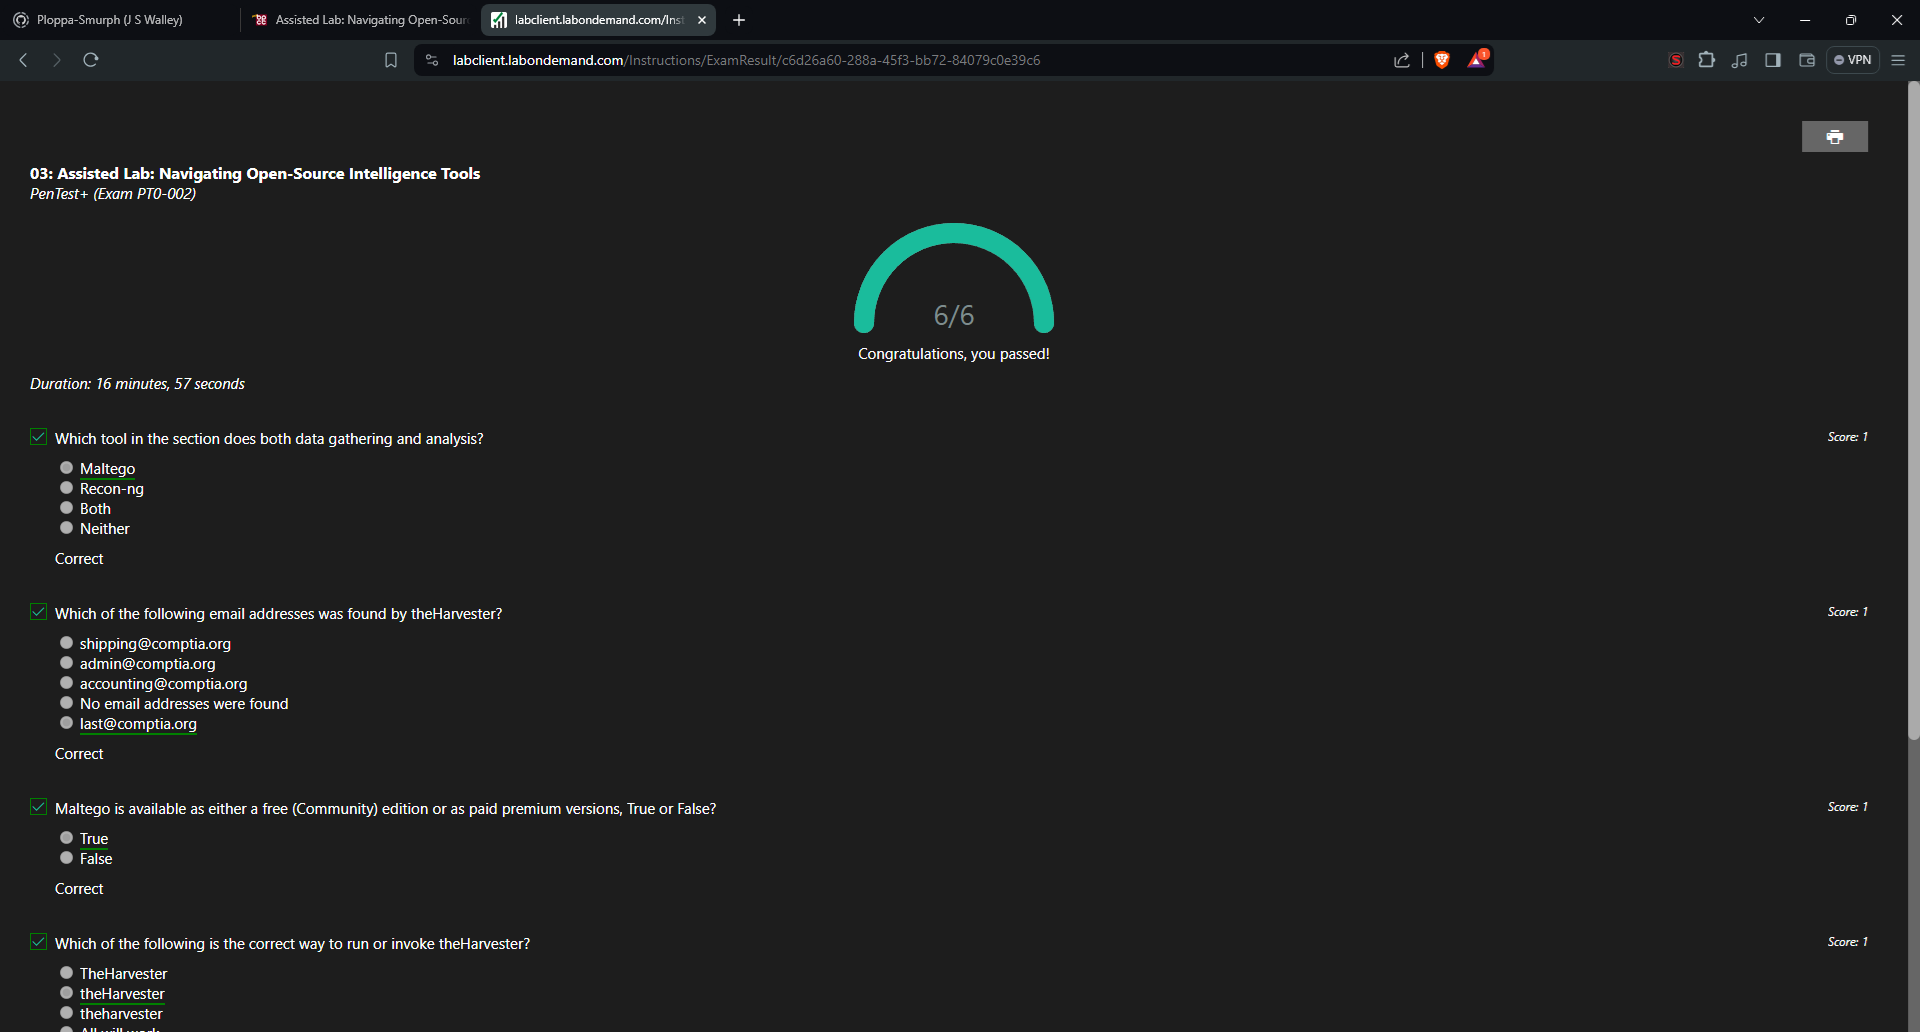 Ploppa-Smurph (J S Walley)
Assisted Lab: Navigating Open-Sour
labclient.labondemand.com/Inst
labclient.labondemand.com/Instructions/ExamResult/c6d26a60-288a-45f3-bb72-84079c0e39c6
1
VPN
03: Assisted Lab: Navigating Open-Source Intelligence Tools
PenTest+ (Exam PT0-002)
6/6
Congratulations, you passed!
Duration: 16 minutes, 57 seconds
Which tool in the section does both data gathering and analysis?
Score: 1
Maltego
Recon-ng
Both
Neither
Correct
Which of the following email addresses was found by theHarvester?
Score: 1
shipping@comptia.org
admin@comptia.org
accounting@comptia.org
No email addresses were found
last@comptia.org
Correct
Maltego is available as either a free (Community) edition or as paid premium versions, True or False?
Score: 1
True
False
Correct
Which of the following is the correct way to run or invoke theHarvester?
Score: 1
TheHarvester
theHarvester
theharvester
All will work